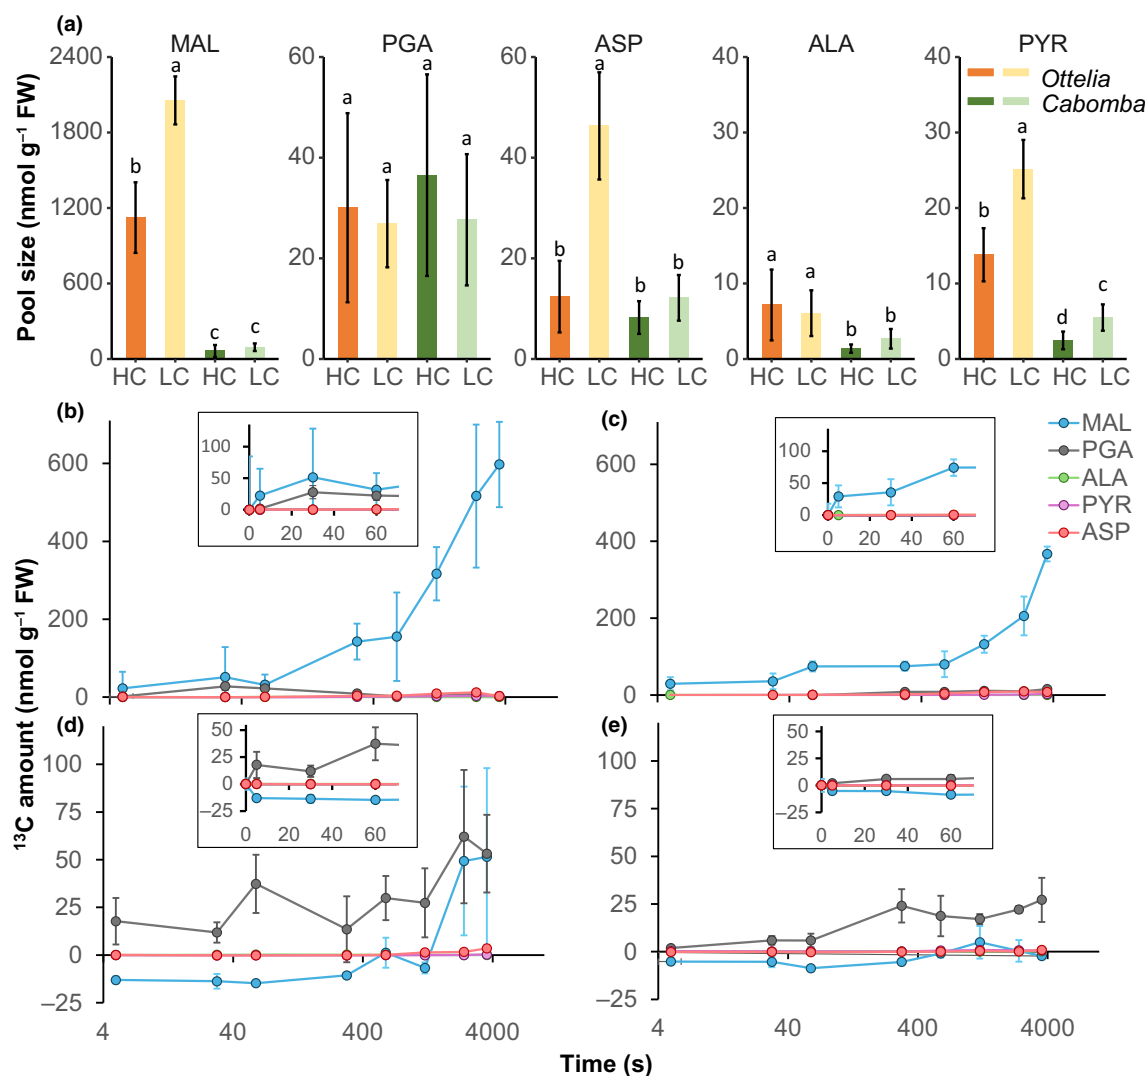 (a)
MAL PGA ASP ALA PYR
Pool size (nmol g⁻¹ FW)
2400 60 60 40 40
1800
40 40 30 30
1200
20 20
20 20
600
10 10
0 0 0 0 0
b a c c
a a a a
b a b b
a a b b
b a d c
HC LC HC LC HC LC HC LC HC LC HC LC HC LC HC LC HC LC HC LC
Ottelia
Cabomba
¹³C amount (nmol g⁻¹ FW)
(b)
600
400
200
0
100
50
0
0 20 40 60
(c)
600
400
200
0
100
50
0
0 20 40 60
MAL
PGA
ALA
PYR
ASP
(d)
100
75
50
25
0
−25
50
25
0
−25
0 20 40 60
4 40 400 4000
(e)
100
75
50
25
0
−25
50
25
0
−25
0 20 40 60
4 40 400 4000
Time (s)